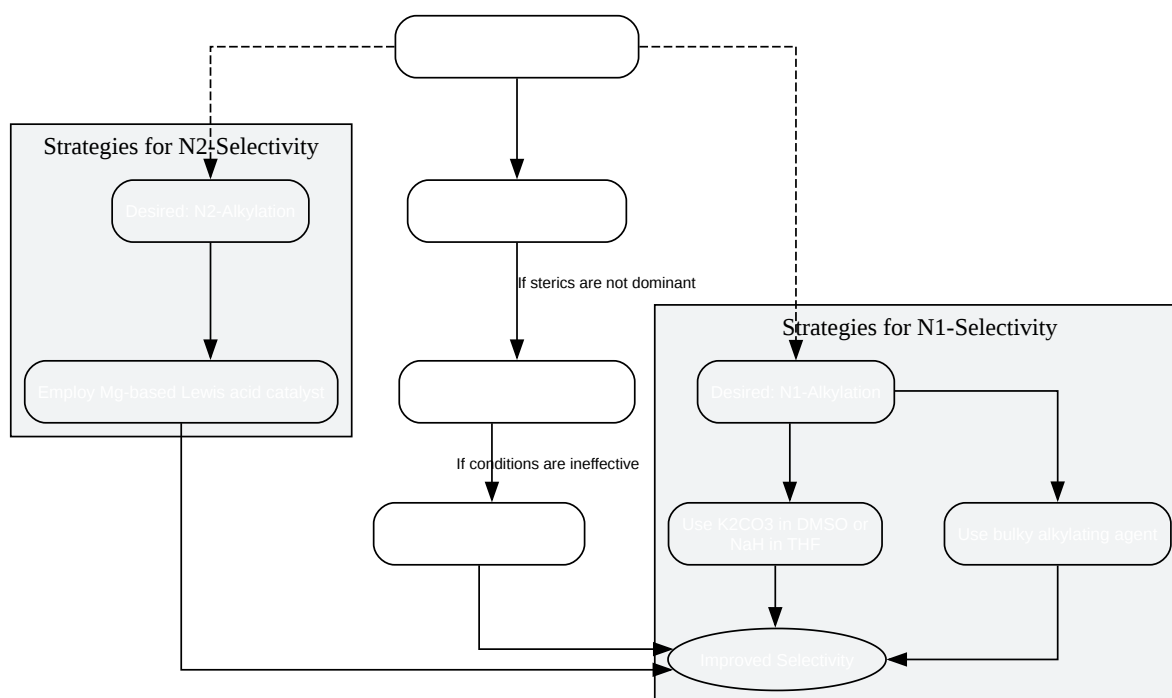 Strategies for N2-Selectivity
Desired: N2-Alkylation
If sterics are not dominant
Strategies for N1-Selectivity
Employ Mg-based Lewis acid catalyst
Desired: N1-Alkylation
If conditions are ineffective
Use K2CO3 in DMSO or
NaH in THF
Use bulky alkylating agent
Improved Selectivity